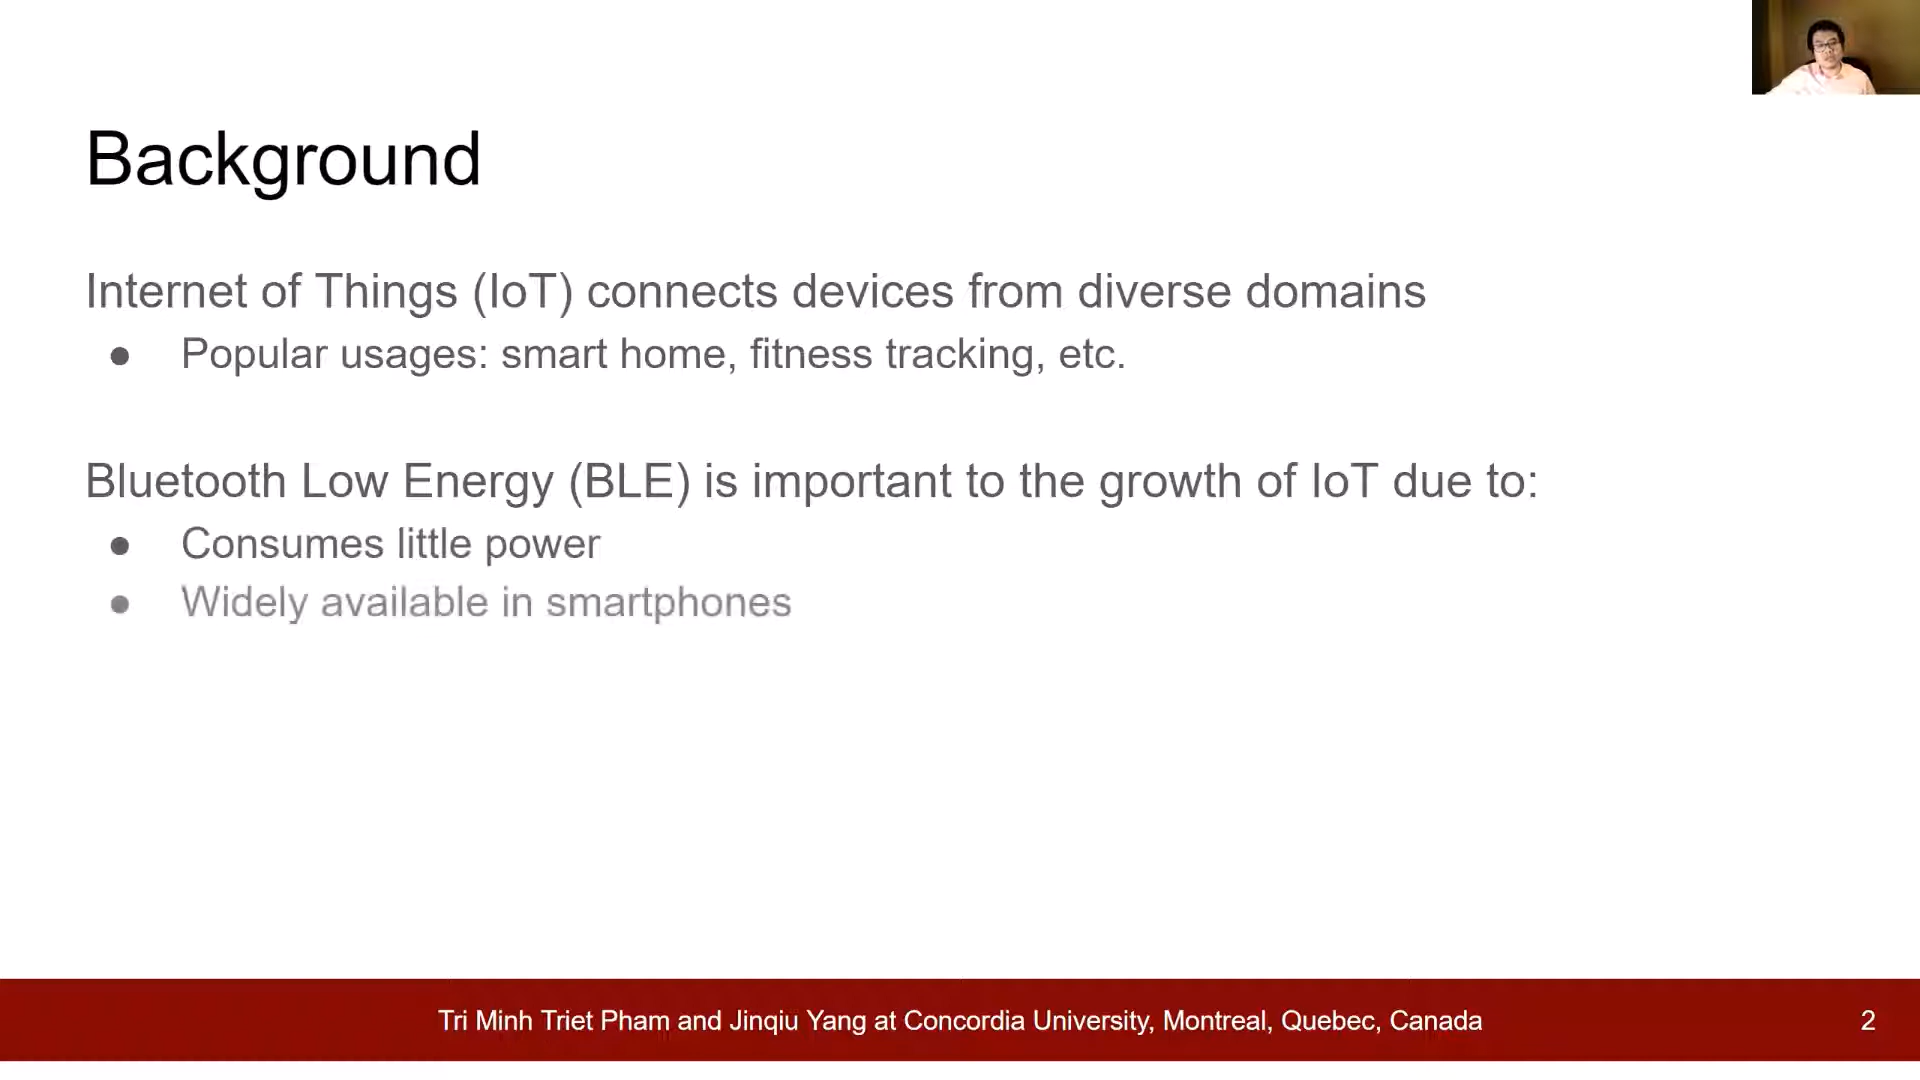 Background
Internet of Things (IoT) connects devices from diverse domains
● Popular usages: smart home, fitness tracking, etc.
Bluetooth Low Energy (BLE) is important to the growth of IoT due to:
● Consumes little power
● Widely available in smartphones
Tri Minh Triet Pham and Jinqiu Yang at Concordia University, Montreal, Quebec, Canada
2